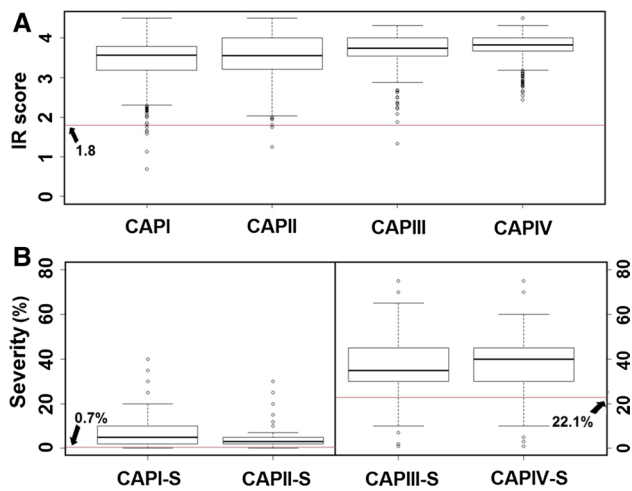 A
IR score
4
3
2
1
0
1.8
CAPI
CAPII
CAPIII
CAPIV
B
Severity (%)
80
60
40
20
0
0.7%
80
60
40
20
0
22.1%
CAPI-S
CAPII-S
CAPIII-S
CAPIV-S